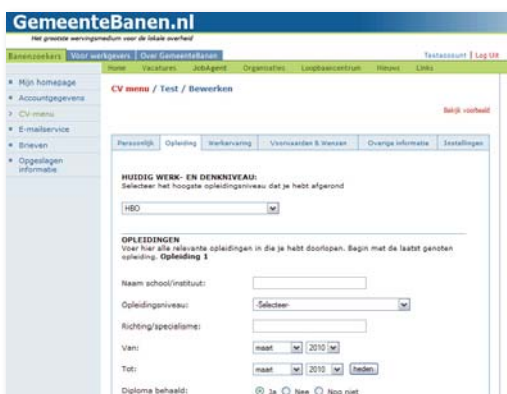 GemeenteBanen.nl
Het grootste wervingsmedium voor de lokale overheid
Banenzoekers Voor werkgevers Over GemeenteBanen Testaccount | Log Uit
Home Vacatures JobAgent Organisaties Loopbaancentrum Nieuws Links
Mijn homepage
Accountgegevens
CV-menu
E-mailservice
Brieven
Opgeslagen
informatie
CV menu / Test / Bewerken
Bekijk voorbeeld
Persoonlijk Opleiding Werkervaring Voorwaarden & Wensen Overige informatie Instellingen
HUIDIG WERK- EN DENKNIVEAU:
Selecteer het hoogste opleidingsniveau dat je hebt afgerond
HBO
OPLEIDINGEN
Voer hier alle relevante opleidingen in die je hebt doorlopen. Begin met de laatst genoten
opleiding. Opleiding 1
Naam school/instituut:
Opleidingsniveau: -Selecteer-
Richting/specialisme:
Van: maart 2010
Tot: maart 2010 heden
Diploma behaald: Ja Nee Nog niet